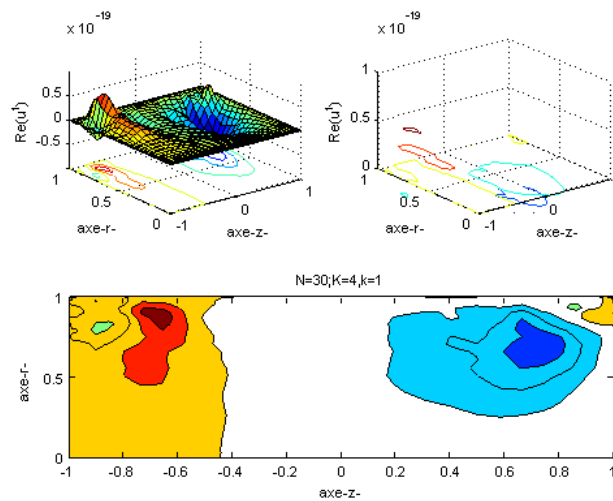 x 10^-19
Re(u^1)
0.5
0
-0.5
1
0.5
0
-1
0
1
axe-r-
axe-z-
x 10^-19
Re(u^1)
1
0.5
0
1
0.5
0
-1
0
1
axe-r-
axe-z-
N=30;K=4,k=1
axe-r-
1
0.5
0
-1
-0.8
-0.6
-0.4
-0.2
0
0.2
0.4
0.6
0.8
1
axe-z-